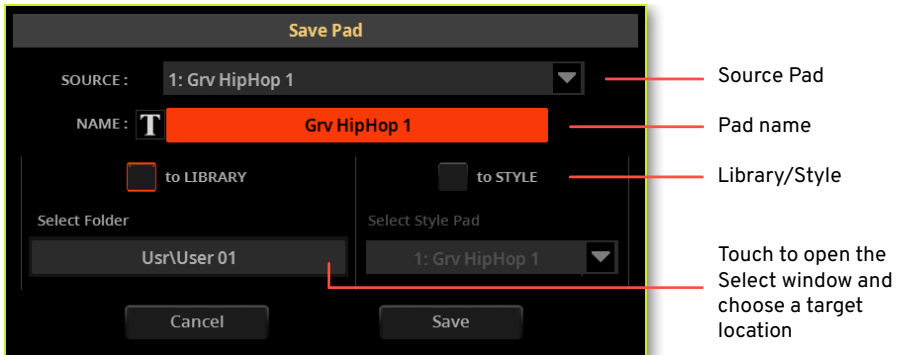 Save Pad
SOURCE :
1: Grv HipHop 1
Source Pad
NAME :
T
Grv HipHop 1
Pad name
to LIBRARY
to STYLE
Library/Style
Select Folder
Select Style Pad
Usr\User 01
1: Grv HipHop 1
Touch to open the
Select window and
choose a target
location
Cancel
Save